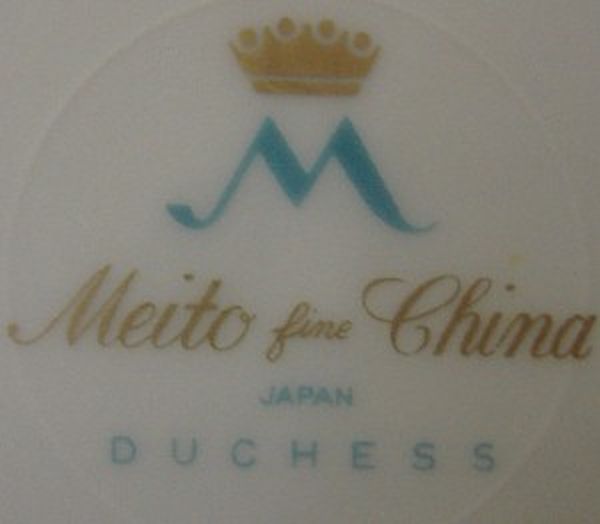 M
Meito fine China
JAPAN
DUCHESS